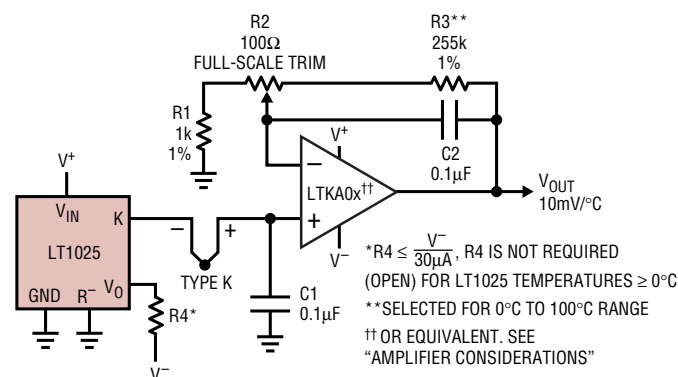 R2
100Ω
FULL-SCALE TRIM
R3**
255k
1%
R1
1k
1%
C2
0.1µF
V+
V+
VIN
K
LT1025
GND
R–
VO
R4*
V–
–
+
TYPE K
C1
0.1µF
–
+
LTKA0x††
V–
VOUT
10mV/°C
*R4 ≤ V–/30µA, R4 IS NOT REQUIRED
(OPEN) FOR LT1025 TEMPERATURES ≥ 0°C
**SELECTED FOR 0°C TO 100°C RANGE
†† OR EQUIVALENT. SEE
“AMPLIFIER CONSIDERATIONS”